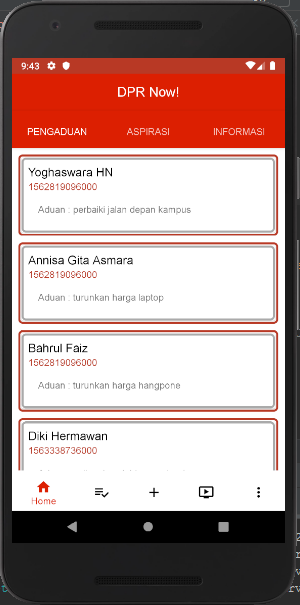 9:43
DPR Now!
PENGADUAN ASPIRASI INFORMASI
Yoghaswara HN
1562819096000
Aduan : perbaiki jalan depan kampus
Annisa Gita Asmara
1562819096000
Aduan : turunkan harga laptop
Bahrul Faiz
1562819096000
Aduan : turunkan harga hangpone
Diki Hermawan
1563338736000
Home